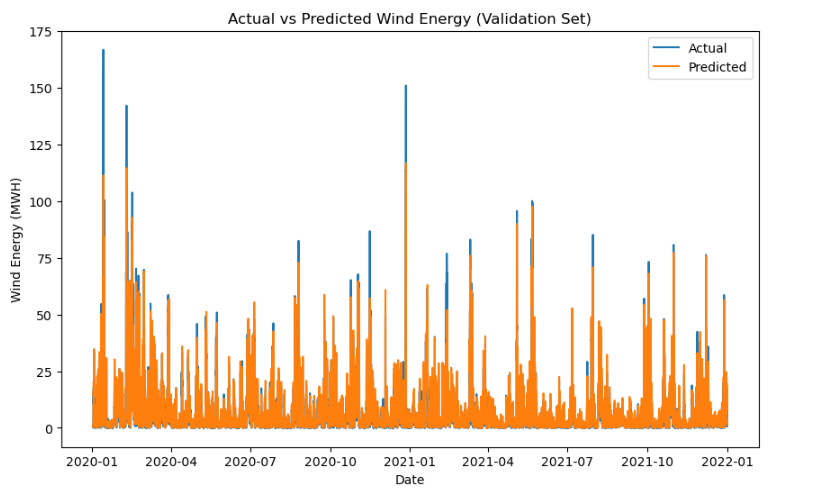 Actual vs Predicted Wind Energy (Validation Set)
Actual
Predicted
Wind Energy (MWH)
175
150
125
100
75
50
25
0
2020-01 2020-04 2020-07 2020-10 2021-01 2021-04 2021-07 2021-10 2022-01
Date